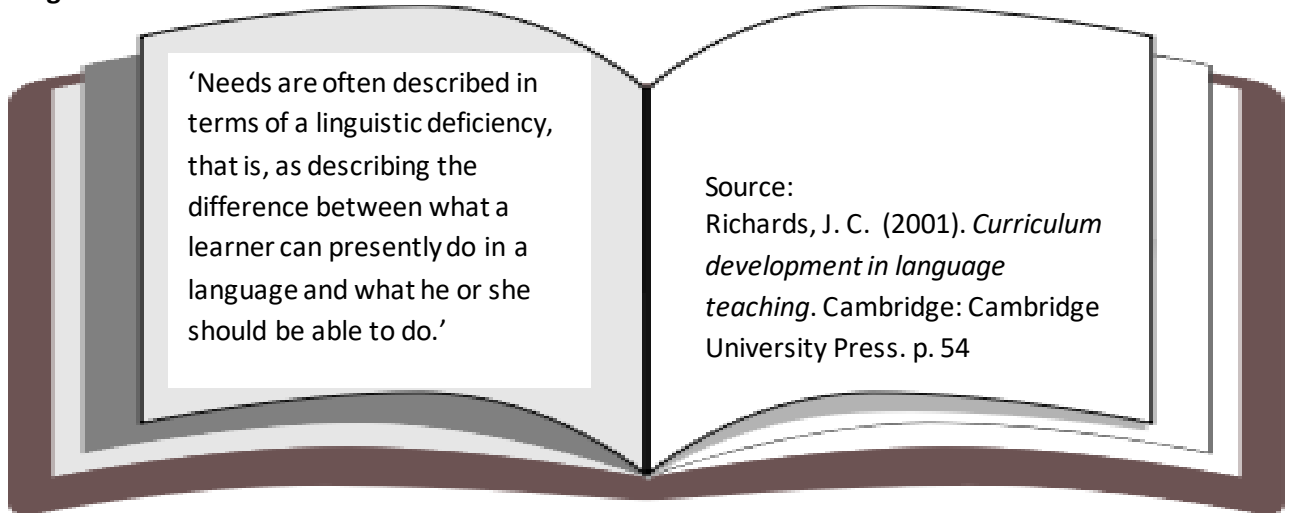 ‘Needs are often described in
terms of a linguistic deficiency,
that is, as describing the
difference between what a
learner can presently do in a
language and what he or she
should be able to do.’
Source:
Richards, J. C. (2001). Curriculum
development in language
teaching. Cambridge: Cambridge
University Press. p. 54